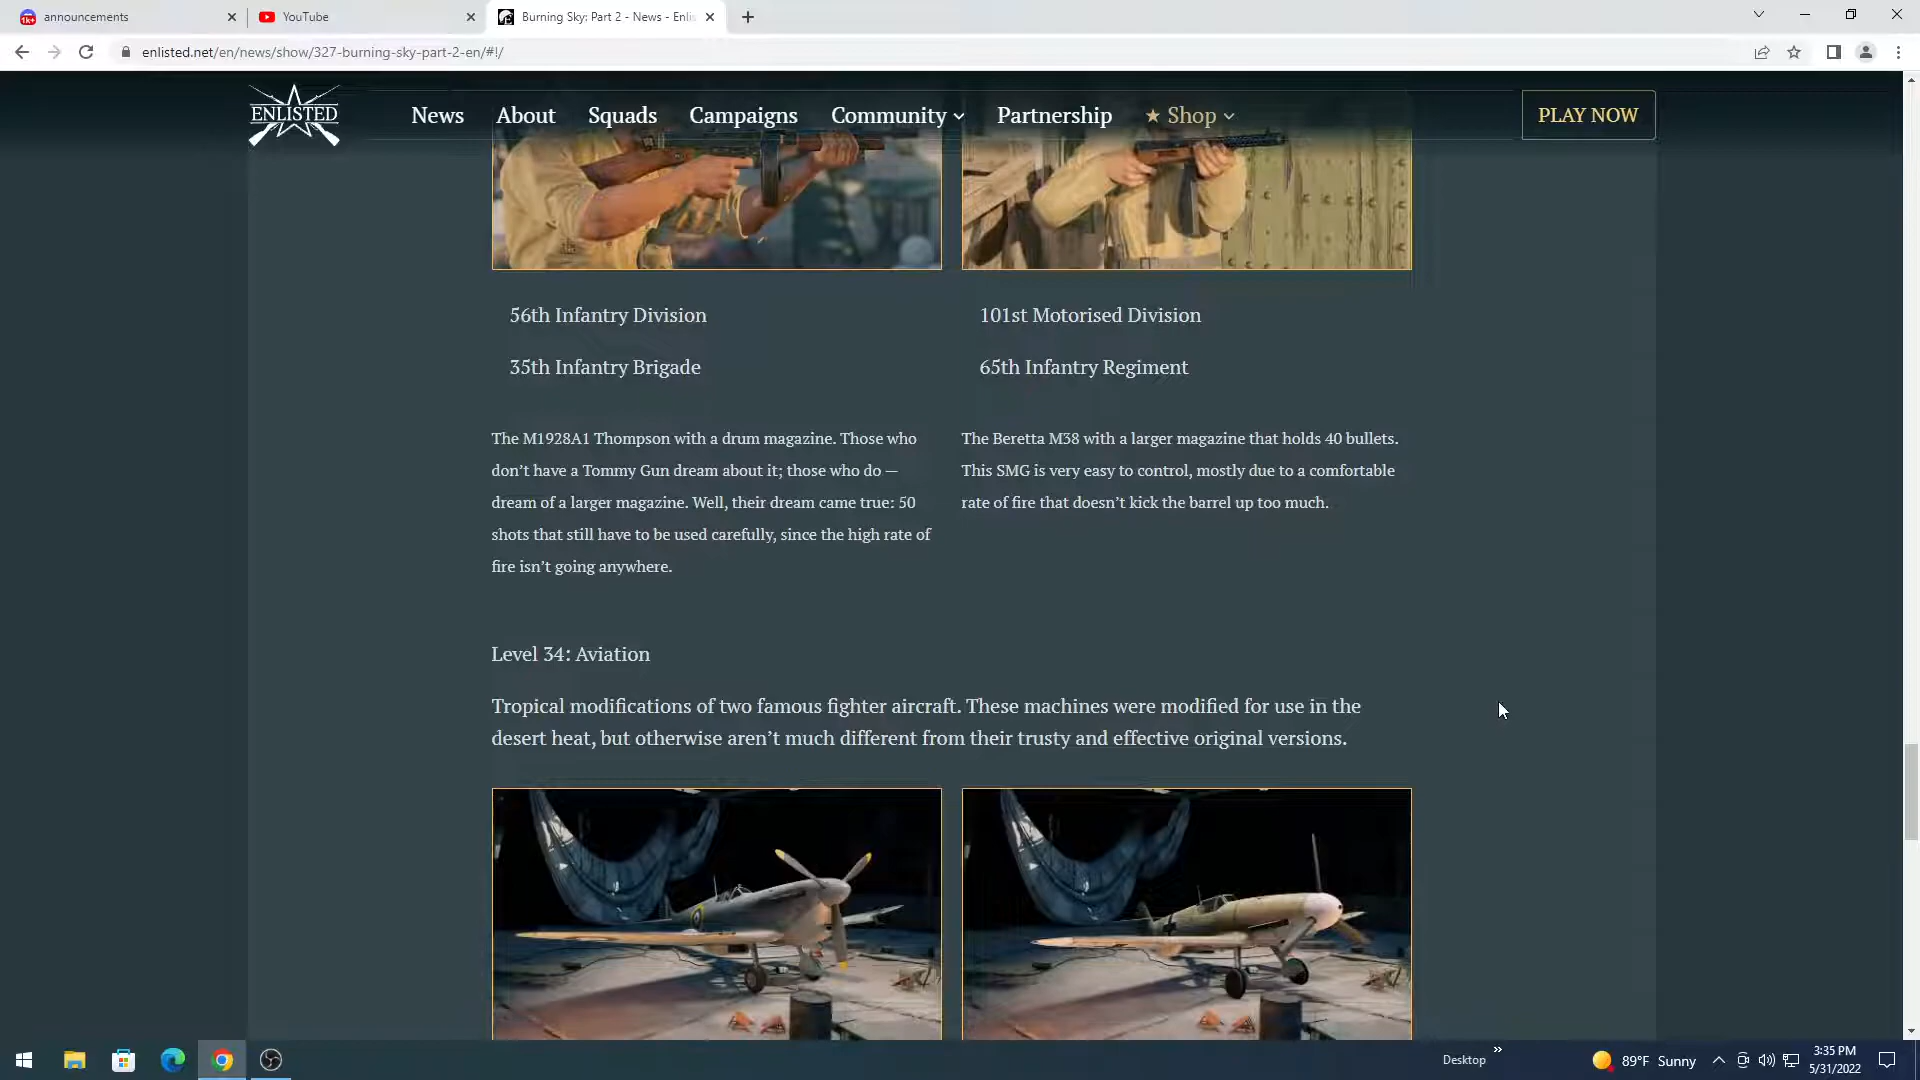 announcements
YouTube
Burning Sky: Part 2 - News - Enlis
enlisted.net/en/news/show/327-burning-sky-part-2-en/#!/
ENLISTED
News
About
Squads
Campaigns
Community
Partnership
★ Shop
PLAY NOW
56th Infantry Division
35th Infantry Brigade
The M1928A1 Thompson with a drum magazine. Those who
don’t have a Tommy Gun dream about it; those who do —
dream of a larger magazine. Well, their dream came true: 50
shots that still have to be used carefully, since the high rate of
fire isn’t going anywhere.
101st Motorised Division
65th Infantry Regiment
The Beretta M38 with a larger magazine that holds 40 bullets.
This SMG is very easy to control, mostly due to a comfortable
rate of fire that doesn’t kick the barrel up too much.
Level 34: Aviation
Tropical modifications of two famous fighter aircraft. These machines were modified for use in the
desert heat, but otherwise aren’t much different from their trusty and effective original versions.
Desktop
89°F Sunny
3:35 PM
5/31/2022